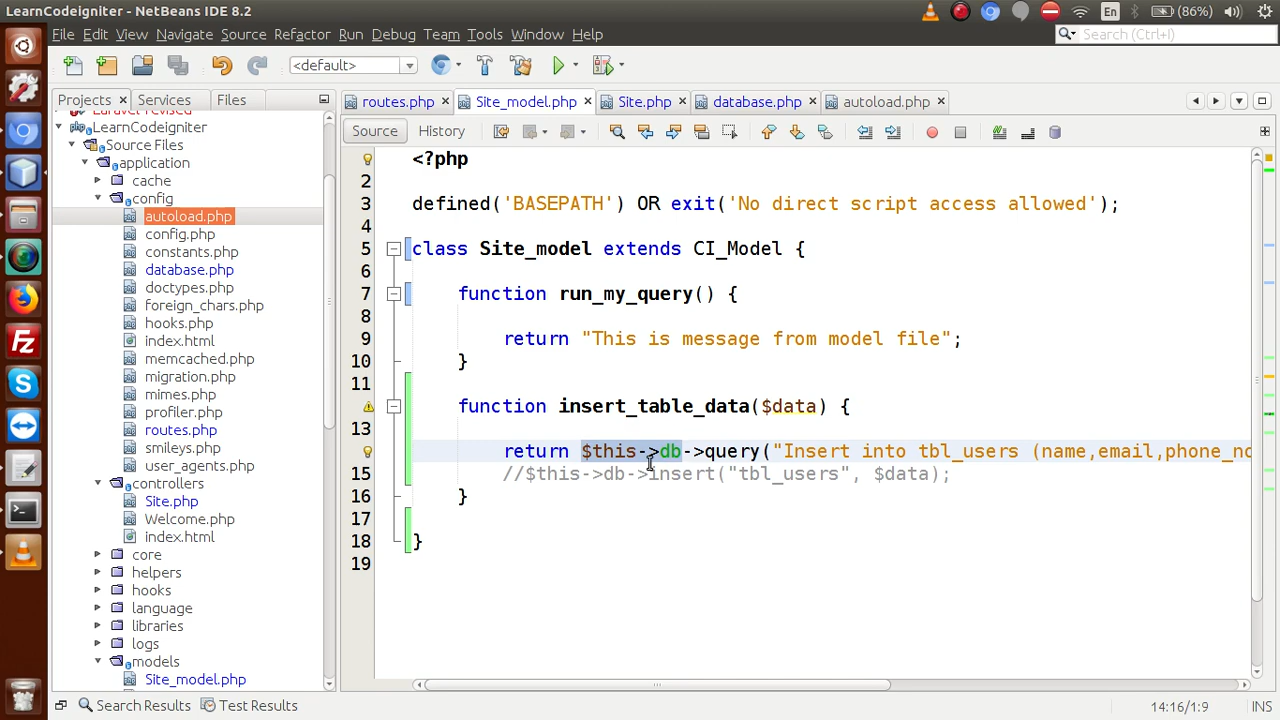 LearnCodeigniter - NetBeans IDE 8.2
En
(86%)
File Edit View Navigate Source Refactor Run Debug Team Tools Window Help
Search (Ctrl+I)
<default>
Projects Services Files
routes.php Site_model.php Site.php database.php autoload.php
Source History
Laravel revised
LearnCodeigniter
Source Files
application
cache
config
autoload.php
config.php
constants.php
database.php
doctypes.php
foreign_chars.php
hooks.php
index.html
memcached.php
migration.php
mimes.php
profiler.php
routes.php
smileys.php
user_agents.php
controllers
Site.php
Welcome.php
index.html
core
helpers
hooks
language
libraries
logs
models
Site_model.php
<?php
2
3 defined('BASEPATH') OR exit('No direct script access allowed');
4
5 class Site_model extends CI_Model {
6
7 function run_my_query() {
8
9 return "This is message from model file";
10 }
11
function insert_table_data($data) {
13
return $this->db->query("Insert into tbl_users (name,email,phone_no
15 //$this->db->insert("tbl_users", $data);
16 }
17
18 }
19
Search Results Test Results
14:16/1:9 INS